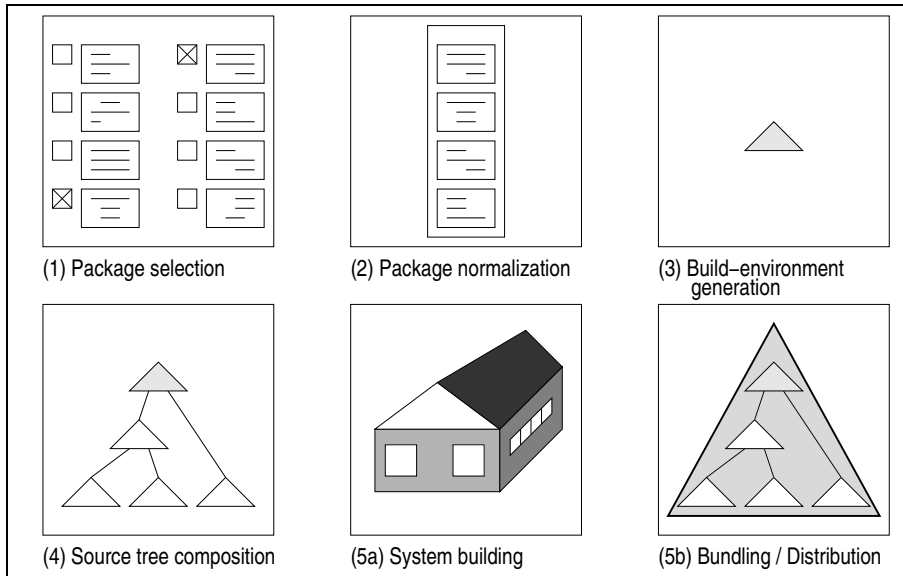 (1) Package selection
(2) Package normalization
(3) Build−environment
generation
(4) Source tree composition
(5a) System building
(5b) Bundling / Distribution